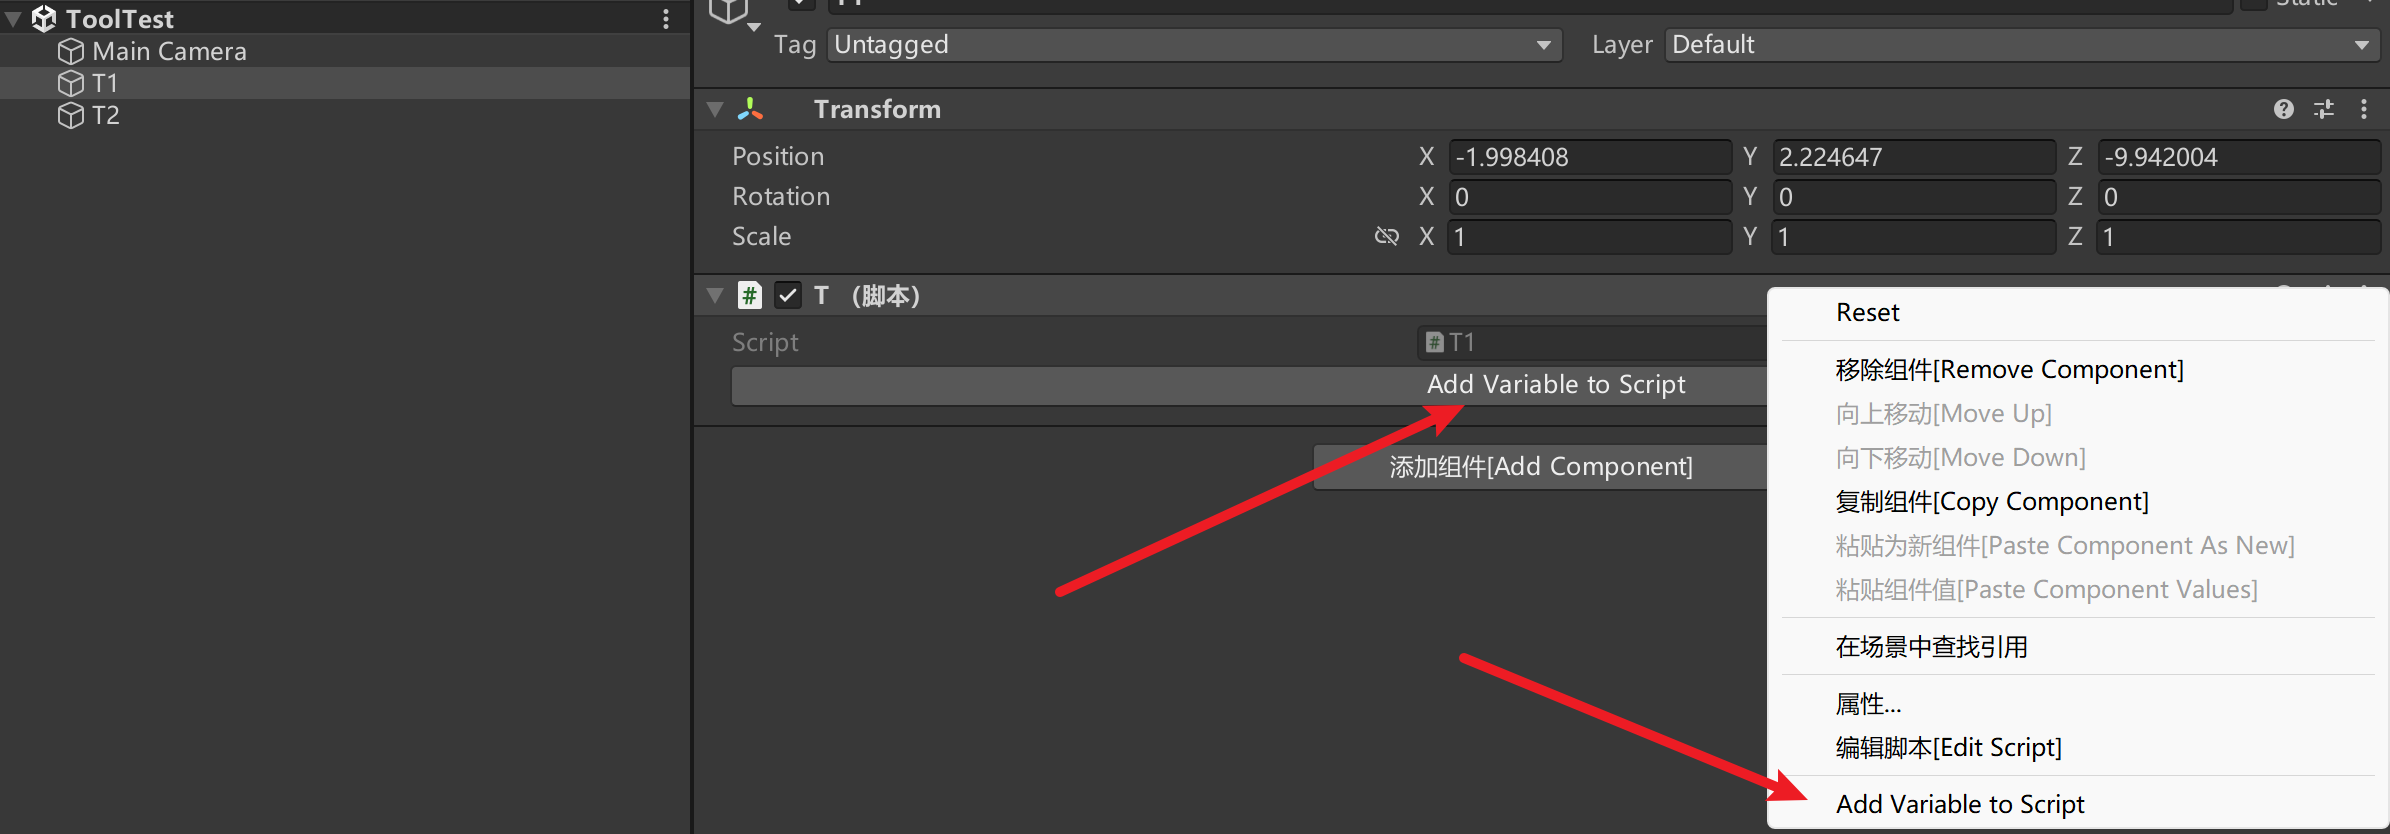 ToolTest
Main Camera
T1
T2
Static
Tag Untagged Layer Default
Transform
Position X -1.998408 Y 2.224647 Z -9.942004
Rotation X 0 Y 0 Z 0
Scale X 1 Y 1 Z 1
# T （脚本）
Script # T1
Add Variable to Script
添加组件[Add Component]
Reset
移除组件[Remove Component]
向上移动[Move Up]
向下移动[Move Down]
复制组件[Copy Component]
粘贴为新组件[Paste Component As New]
粘贴组件值[Paste Component Values]
在场景中查找引用
属性...
编辑脚本[Edit Script]
Add Variable to Script